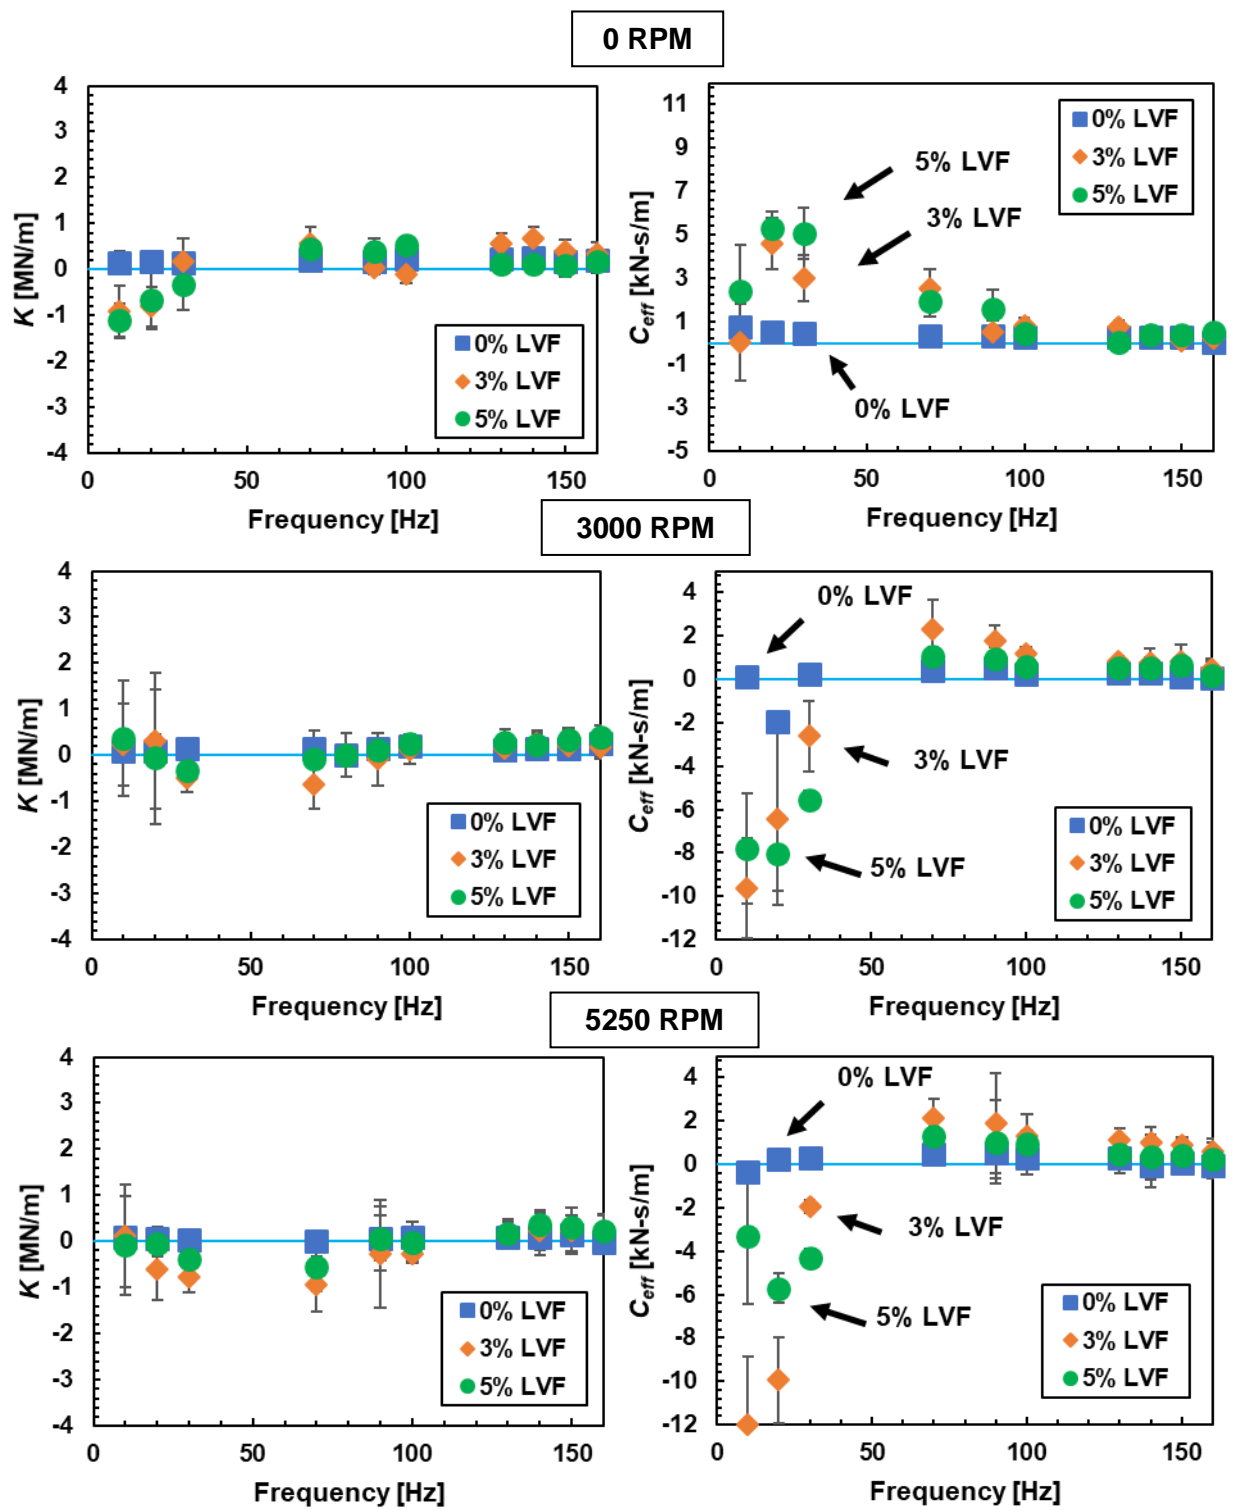 0 RPM
4
3
2
1
0
-1
-2
-3
-4
K [MN/m]
0% LVF
3% LVF
5% LVF
0
50
100
150
Frequency [Hz]
11
9
7
5
3
1
-1
-3
-5
Ceff [kN-s/m]
0% LVF
3% LVF
5% LVF
5% LVF
3% LVF
0% LVF
0
50
100
150
Frequency [Hz]
3000 RPM
4
3
2
1
0
-1
-2
-3
-4
K [MN/m]
0% LVF
3% LVF
5% LVF
0
50
100
150
Frequency [Hz]
4
2
0
-2
-4
-6
-8
-10
-12
Ceff [kN-s/m]
0% LVF
3% LVF
5% LVF
0% LVF
3% LVF
5% LVF
0
50
100
150
Frequency [Hz]
5250 RPM
4
3
2
1
0
-1
-2
-3
-4
K [MN/m]
0% LVF
3% LVF
5% LVF
0
50
100
150
Frequency [Hz]
4
2
0
-2
-4
-6
-8
-10
-12
Ceff [kN-s/m]
0% LVF
3% LVF
5% LVF
0% LVF
3% LVF
5% LVF
0
50
100
150
Frequency [Hz]